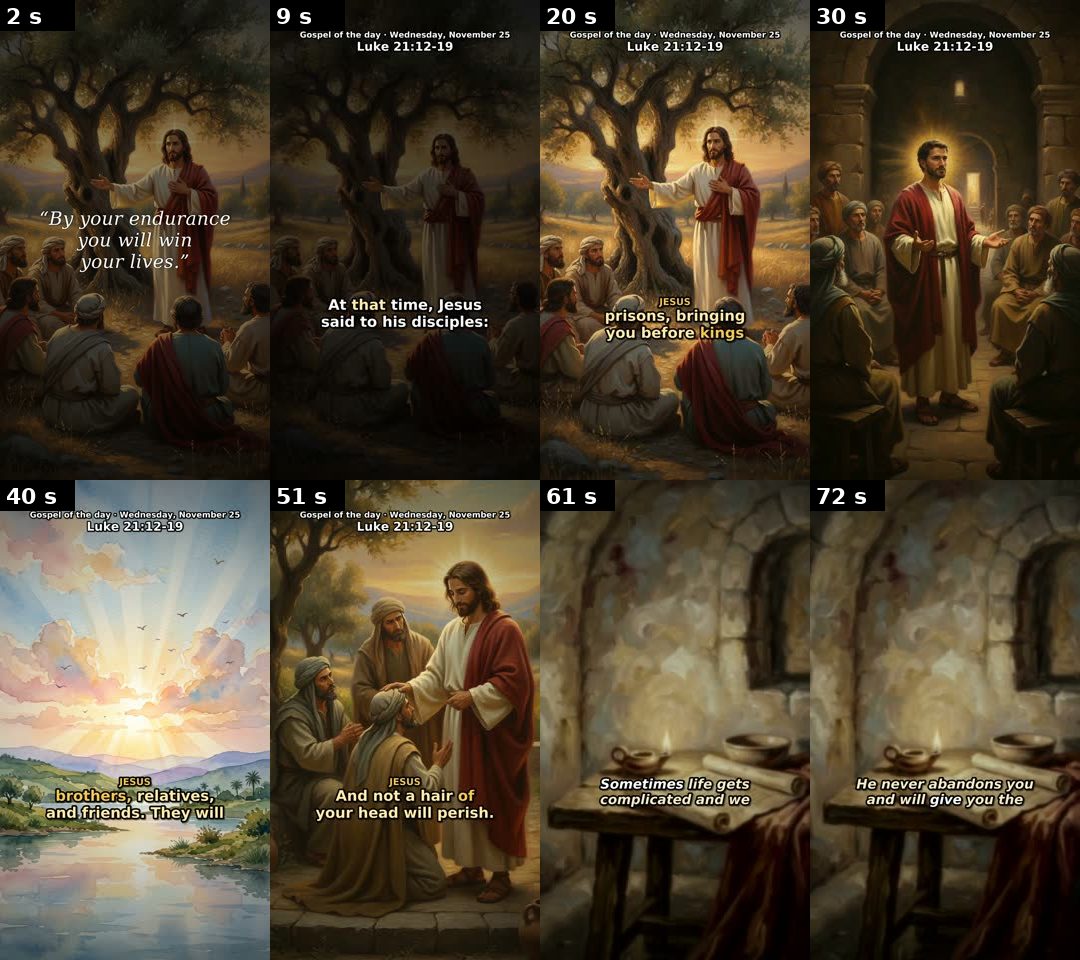 2 s
“By your endurance
you will win
your lives.”
9 s
Gospel of the day · Wednesday, November 25
Luke 21:12-19
At that time, Jesus
said to his disciples:
20 s
Gospel of the day · Wednesday, November 25
Luke 21:12-19
JESUS
prisons, bringing
you before kings
30 s
Gospel of the day · Wednesday, November 25
Luke 21:12-19
40 s
Gospel of the day · Wednesday, November 25
Luke 21:12-19
JESUS
brothers, relatives,
and friends. They will
51 s
Gospel of the day · Wednesday, November 25
Luke 21:12-19
JESUS
And not a hair of
your head will perish.
61 s
Sometimes life gets
complicated and we
72 s
He never abandons you
and will give you the